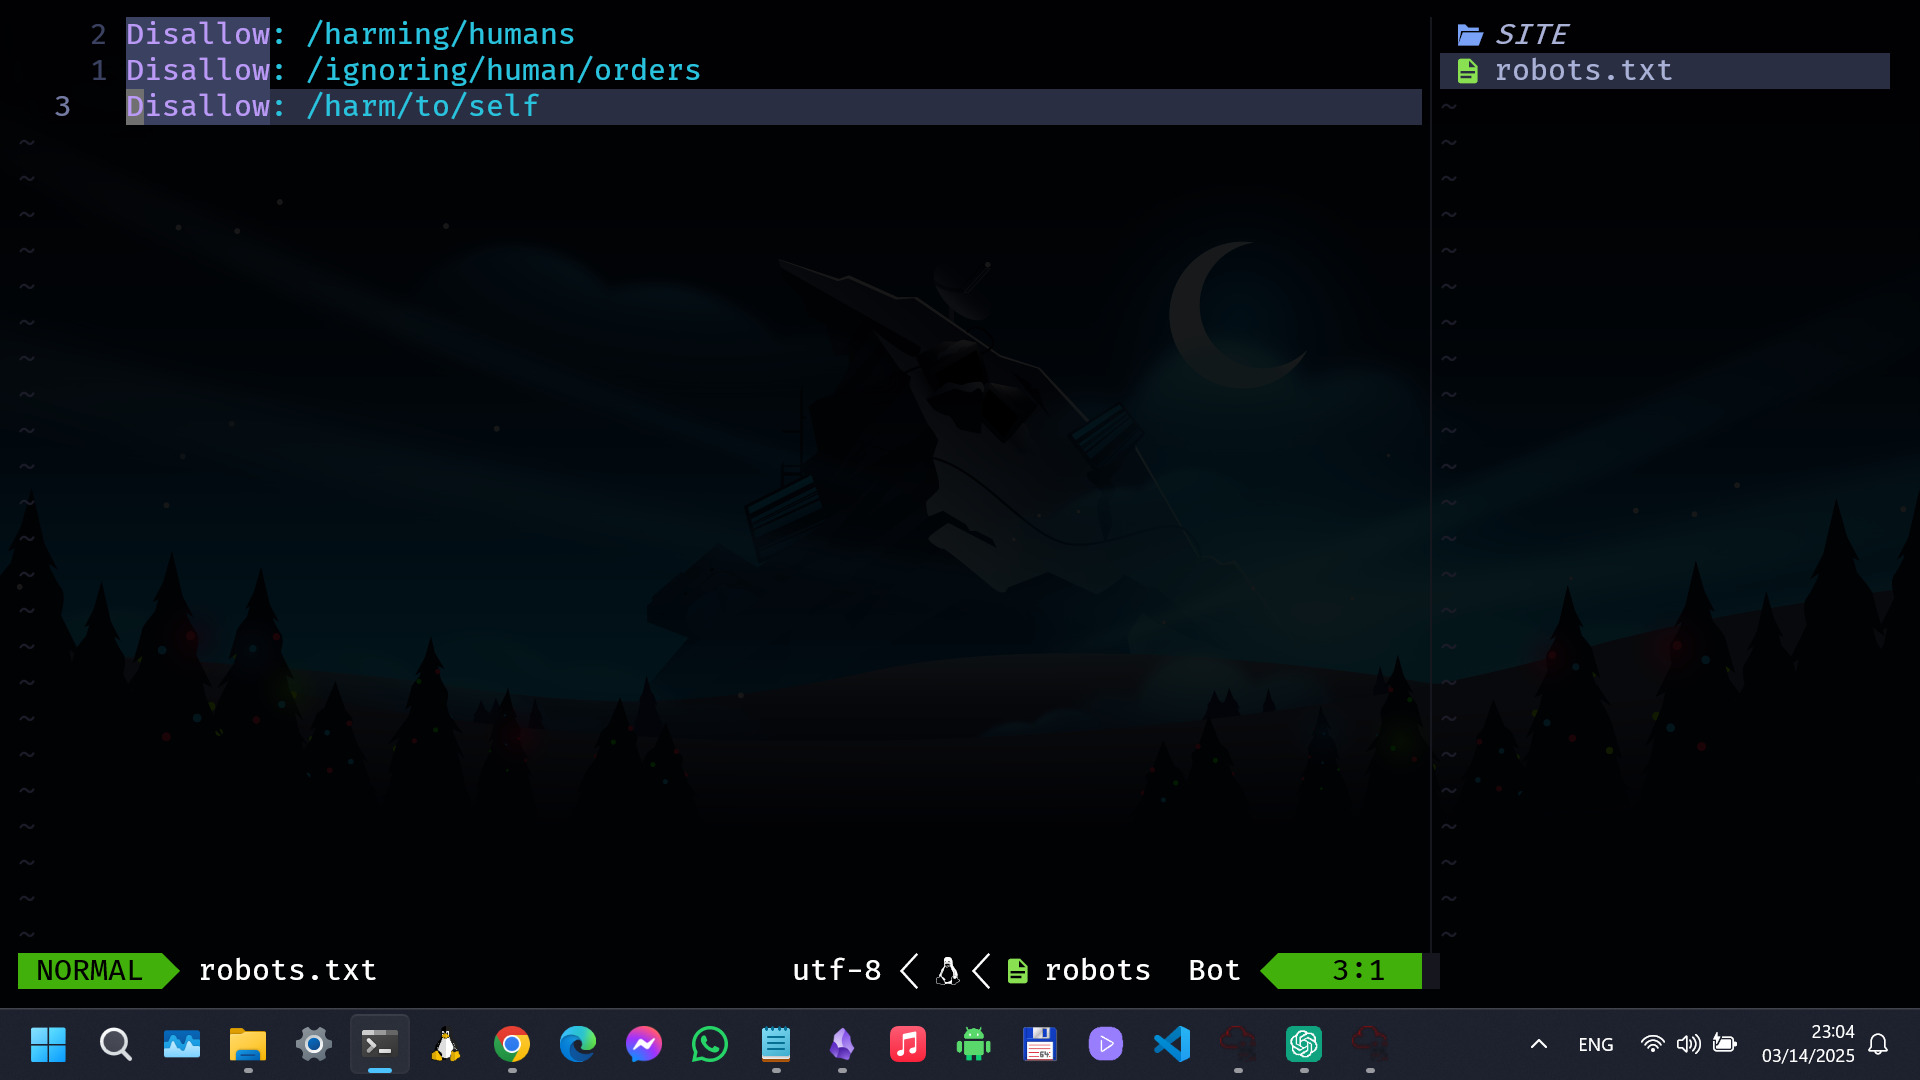 2 Disallow: /harming/humans
1 Disallow: /ignoring/human/orders
3 Disallow: /harm/to/self
SITE
robots.txt
NORMAL robots.txt utf-8 robots Bot 3:1
64
ENG
23:04
03/14/2025